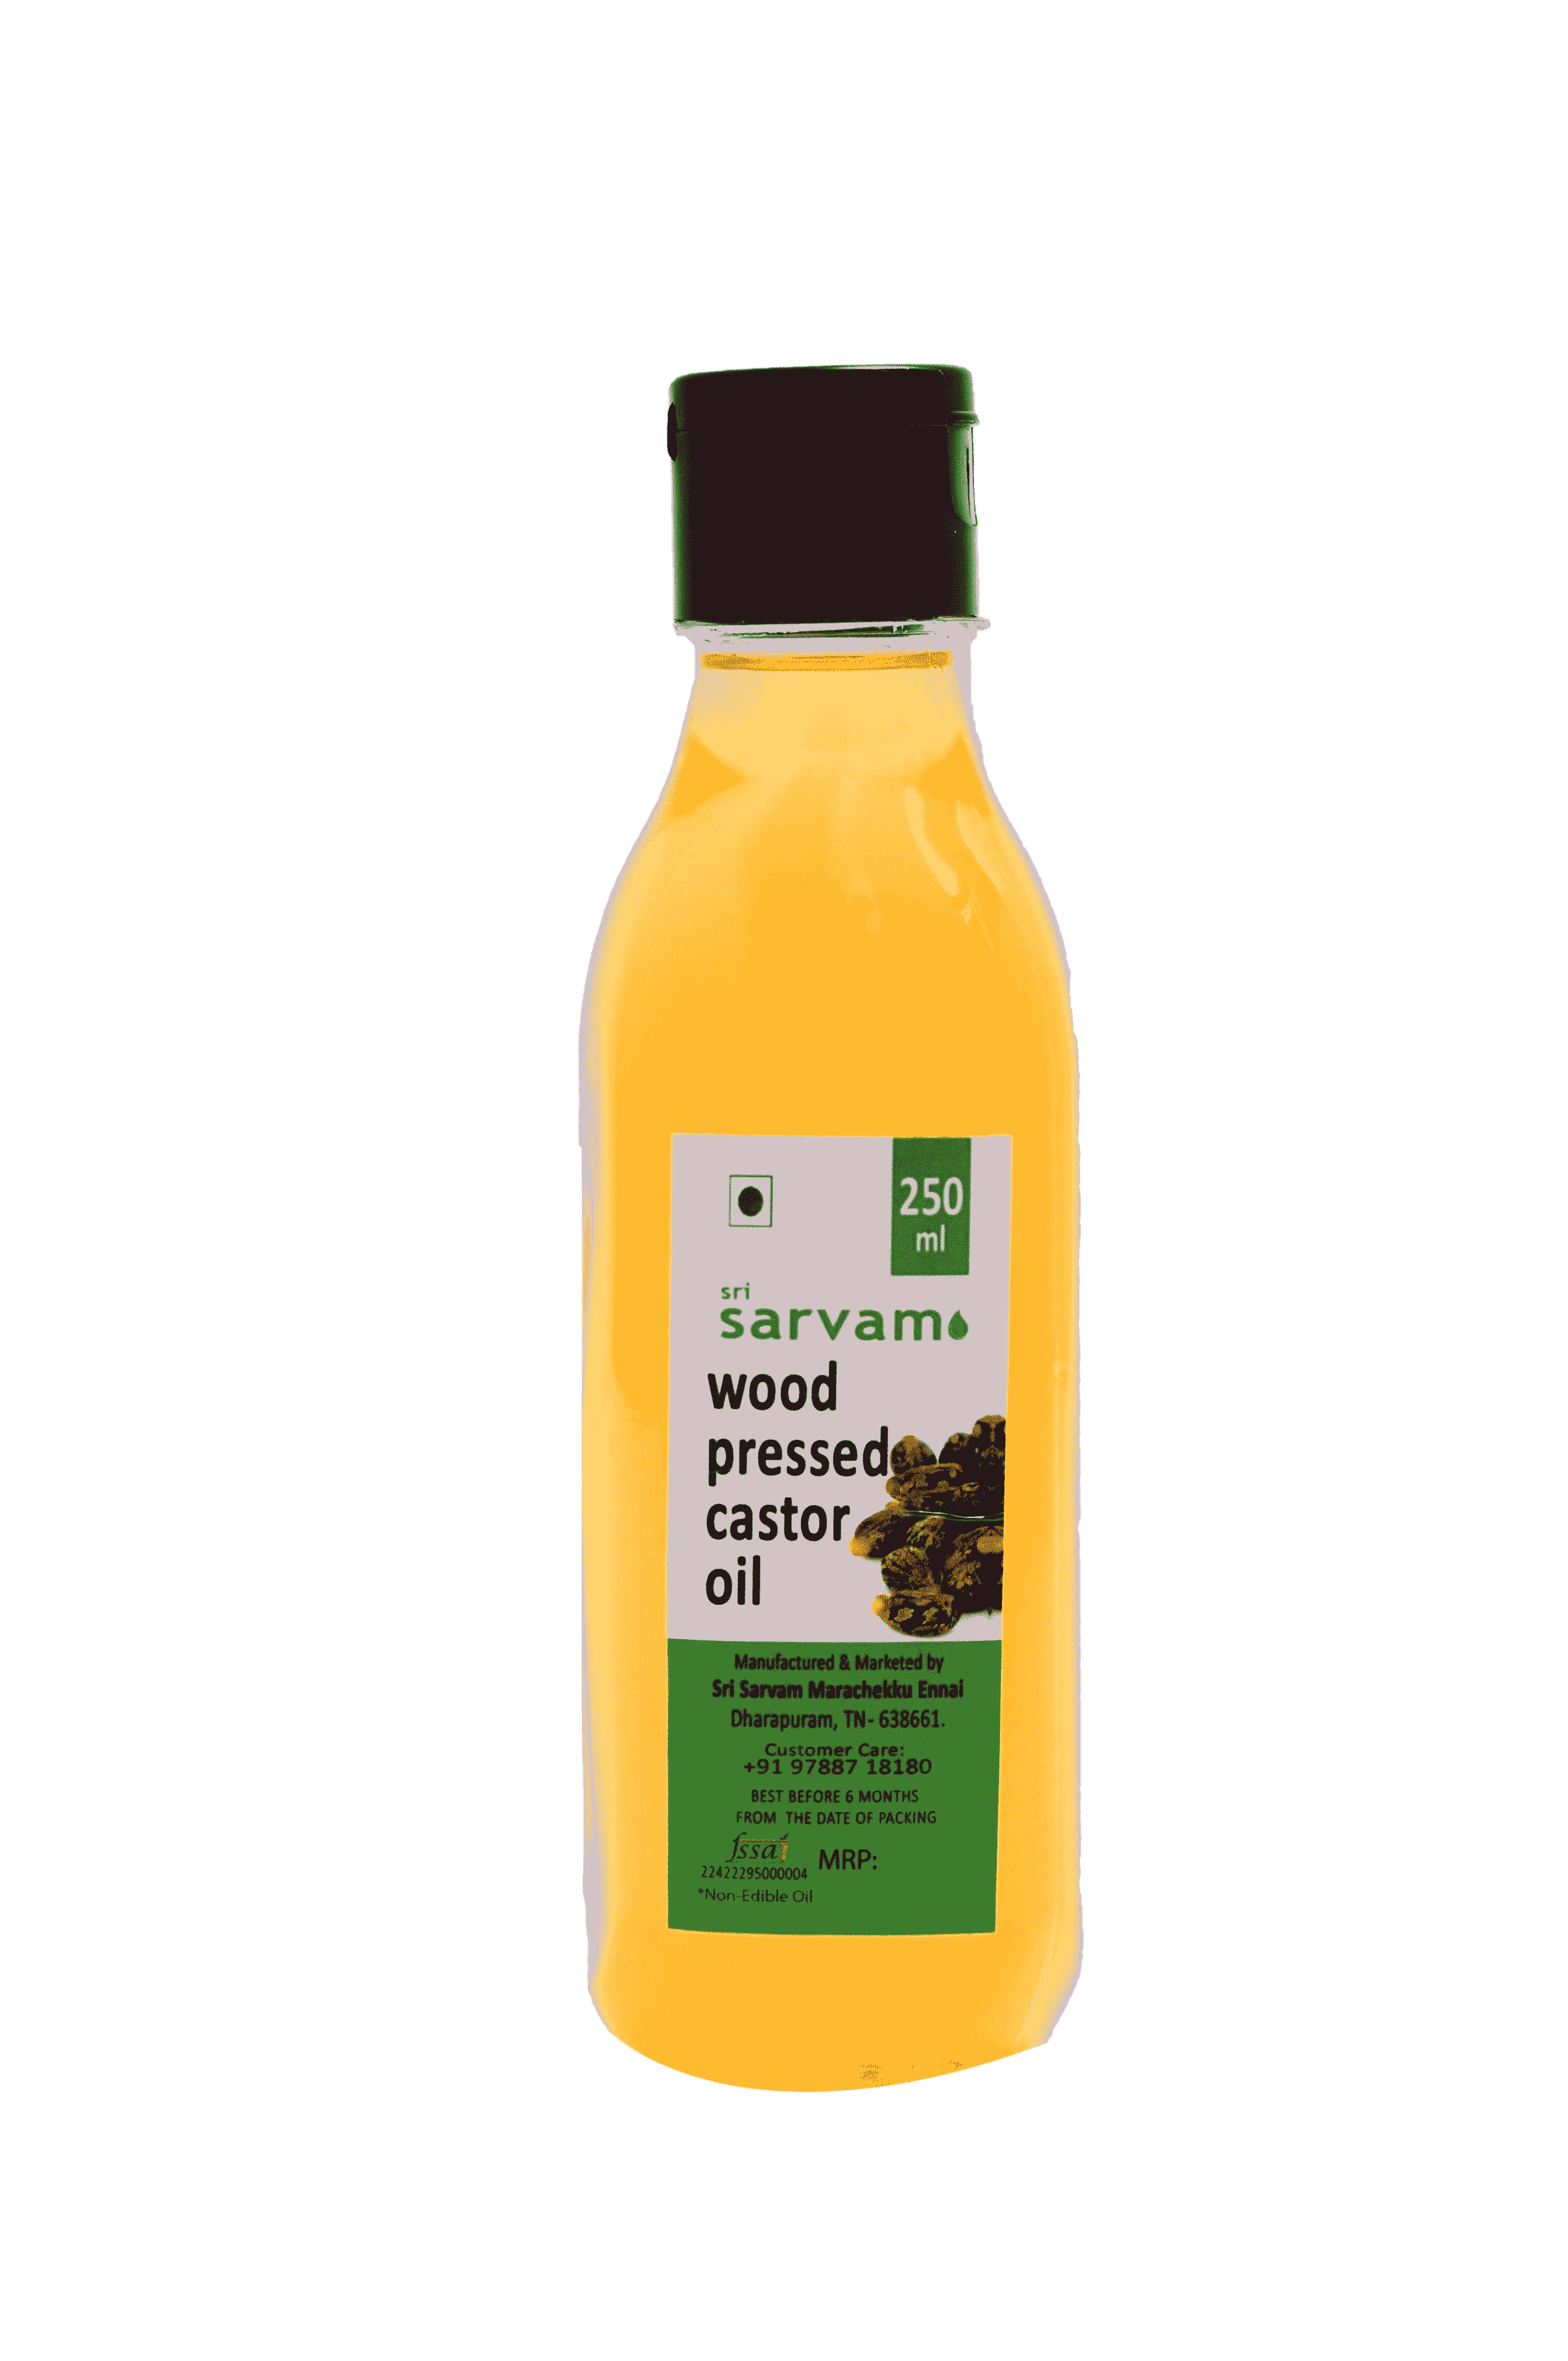 250
ml
sri
sarvam
wood
pressed
castor
oil
Manufactured & Marketed by
Sri Sarvam Marachekku Ennai
Dharapuram, TN- 638661.
Customer Care:
+91 97887 18180
BEST BEFORE 6 MONTHS
FROM THE DATE OF PACKING
fssai
MRP:
22422295000004
*Non-Edible Oil